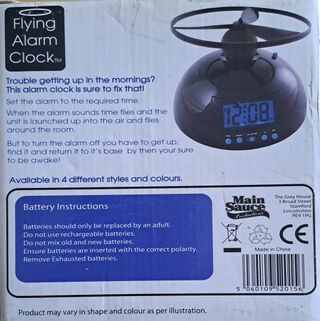 Flying
Alarm
Clock™
Trouble getting up in the mornings?
This alarm clock is sure to fix that!
Set the alarm to the required time.
When the alarm sounds time flies and the
unit is launched up into the air and flies
around the room.
But to turn the alarm off you have to get up,
find it and return it to it's base by then your sure
to be awake!
12:08
Available in 4 different styles and colours.
Battery Instructions
Batteries should only be replaced by an adult.
Do not use rechargeable batteries.
Do not mix old and new batteries.
Ensure batteries are inserted with the correct polarity.
Remove Exhausted batteries.
Main
Sauce
Productions
The Grey House
3 Broad Street
Stamford
Lincolnshire
PE9 1PG
CE
Made in China
5 060109 520156
Product may vary in shape and colour as per illustration.